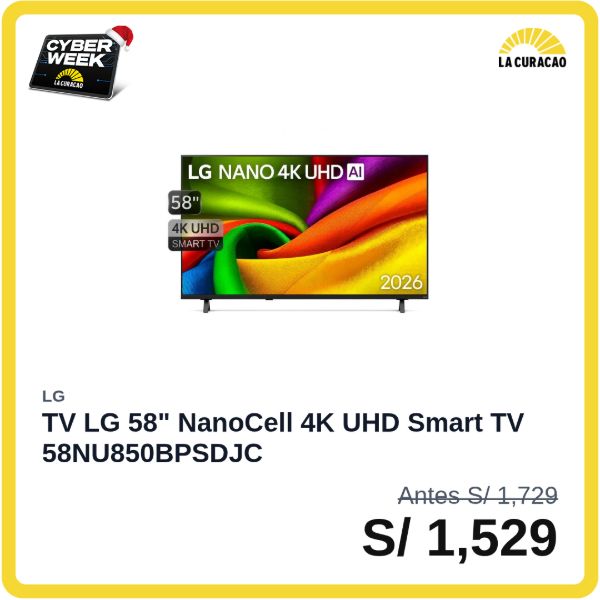 CYBER
WEEK
LA CURACAO
LA CURACAO
LG NANO 4K UHD AI
58"
4K UHD
SMART TV
2026
LG
TV LG 58" NanoCell 4K UHD Smart TV
58NU850BPSDJC
Antes S/ 1,729
S/ 1,529